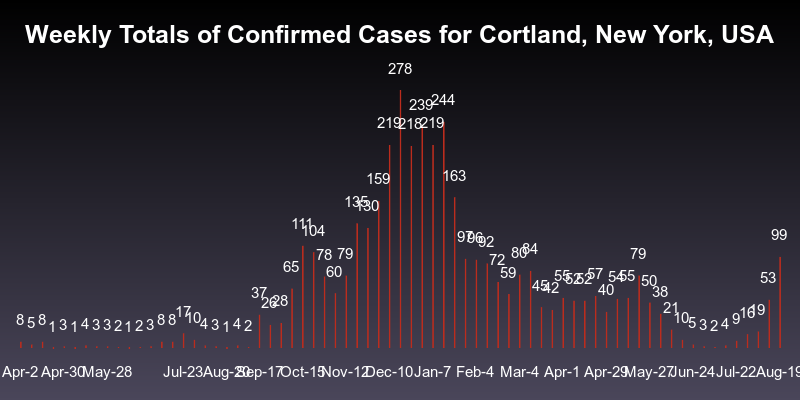 Weekly Totals of Confirmed Cases for Cortland, New York, USA
8 5 8 1 3 1 4 3 3 2 1 2 3 8 8 17 10 4 3 1 4 2 37 26 28 65 111 104 78 60 79 135 130 159 219 278 218 239 219 244 163 97 96 92 72 59 80 84 45 42 55 52 52 57 40 54 55 79 50 38 21 10 5 3 2 4 9 16 19 53 99
Apr-2 Apr-30 May-28 Jul-23 Aug-20 Sep-17 Oct-15 Nov-12 Dec-10 Jan-7 Feb-4 Mar-4 Apr-1 Apr-29 May-27 Jun-24 Jul-22 Aug-19